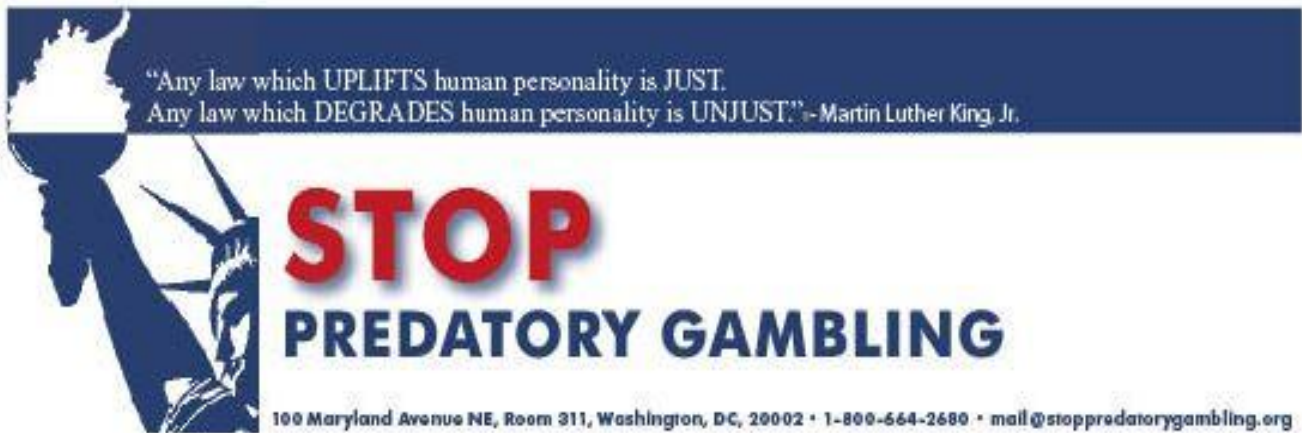 “Any law which UPLIFTS human personality is JUST.
Any law which DEGRADES human personality is UNJUST.” - Martin Luther King, Jr.
STOP
PREDATORY GAMBLING
100 Maryland Avenue NE, Room 311, Washington, DC, 20002 • 1-800-664-2680 • mail@stoppredatorygambling.org